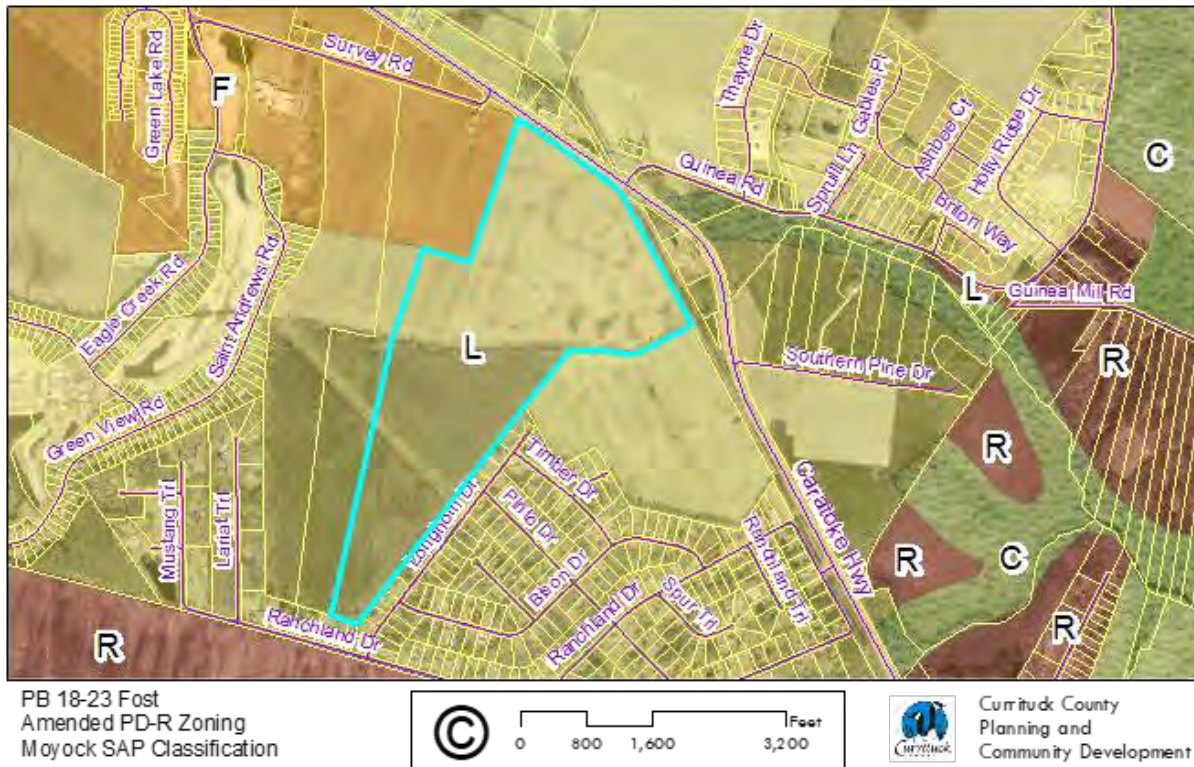 Green Lake Rd
F
Survey Rd
Thayne Dr
Gables Pl
Ashbee Ct
Holly Ridge Dr
Spruill Ln
Guinea Rd
Briton Way
C
L
Guinea Mill Rd
Eagle Creek Rd
Saint Andrews Rd
L
Southern Pine Dr
R
Green View Rd
R
Timber Dr
Longhorn Dr
Pinto Dr
Caratoke Hwy
Mustang Trl
Lariat Trl
Bison Dr
Ranchland Dr
Ranchland Trl
Spur Trl
R
C
R
Ranchland Dr
R
PB 18-23 Fost
Amended PD-R Zoning
Moyock SAP Classification
©
Feet
0 800 1,600 3,200
Currituck
Currituck County
Planning and
Community Development